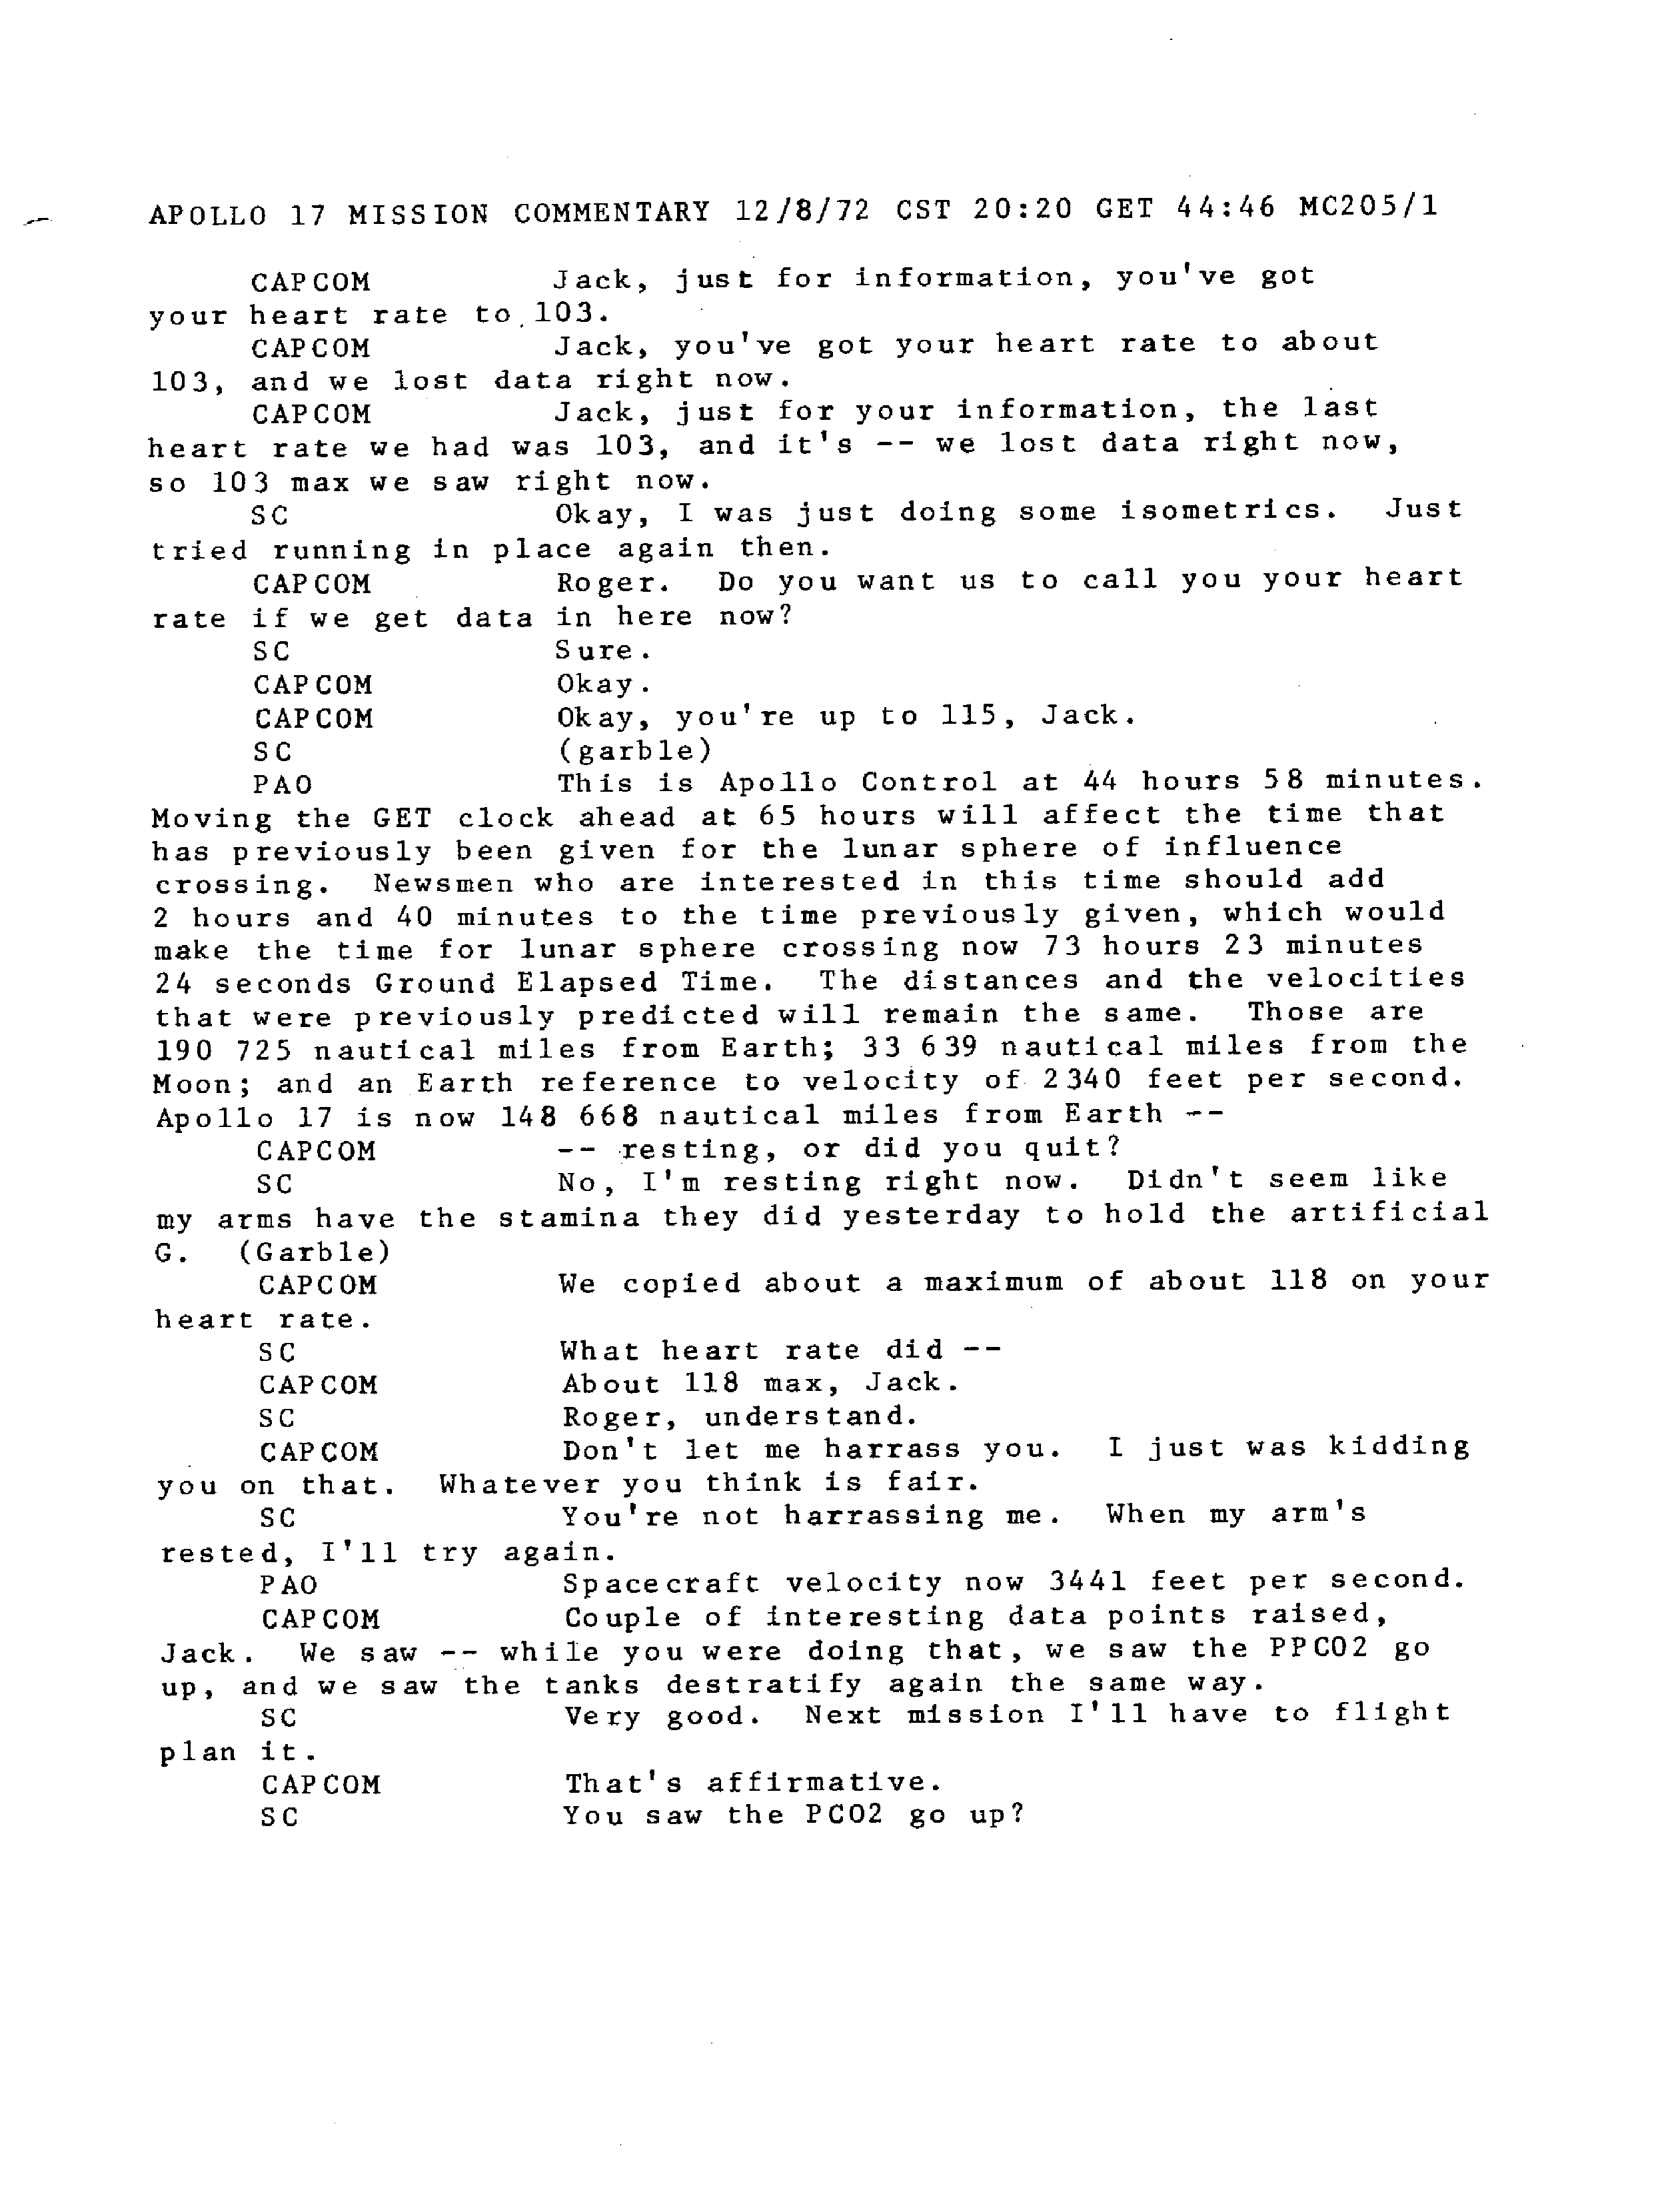 APOLLO 17 MISSION COMMENTARY 12/8/72 CST 20:20 GET 44:46 MC205/1
CAPCOM Jack, just for information, you've got
your heart rate to 103.
CAPCOM Jack, you've got your heart rate to about
103, and we lost data right now.
CAPCOM Jack, just for your information, the last
heart rate we had was 103, and it's -- we lost data right now,
so 103 max we saw right now.
SC Okay, I was just doing some isometrics. Just
tried running in place again then.
CAPCOM Roger. Do you want us to call you your heart
rate if we get data in here now?
SC Sure.
CAPCOM Okay.
CAPCOM Okay, you're up to 115, Jack.
SC (garble)
PAO This is Apollo Control at 44 hours 58 minutes.
Moving the GET clock ahead at 65 hours will affect the time that
has previously been given for the lunar sphere of influence
crossing. Newsmen who are interested in this time should add
2 hours and 40 minutes to the time previously given, which would
make the time for lunar sphere crossing now 73 hours 23 minutes
24 seconds Ground Elapsed Time. The distances and the velocities
that were previously predicted will remain the same. Those are
190 725 nautical miles from Earth; 33 639 nautical miles from the
Moon; and an Earth reference to velocity of 2340 feet per second.
Apollo 17 is now 148 668 nautical miles from Earth --
CAPCOM -- resting, or did you quit?
SC No, I'm resting right now. Didn't seem like
my arms have the stamina they did yesterday to hold the artificial
G. (Garble)
CAPCOM We copied about a maximum of about 118 on your
heart rate.
SC What heart rate did --
CAPCOM About 118 max, Jack.
SC Roger, understand.
CAPCOM Don't let me harrass you. I just was kidding
you on that. Whatever you think is fair.
SC You're not harrassing me. When my arm's
rested, I'll try again.
PAO Spacecraft velocity now 3441 feet per second.
CAPCOM Couple of interesting data points raised,
Jack. We saw -- while you were doing that, we saw the PPCO2 go
up, and we saw the tanks destratify again the same way.
SC Very good. Next mission I'll have to flight
plan it.
CAPCOM That's affirmative.
SC You saw the PCO2 go up?